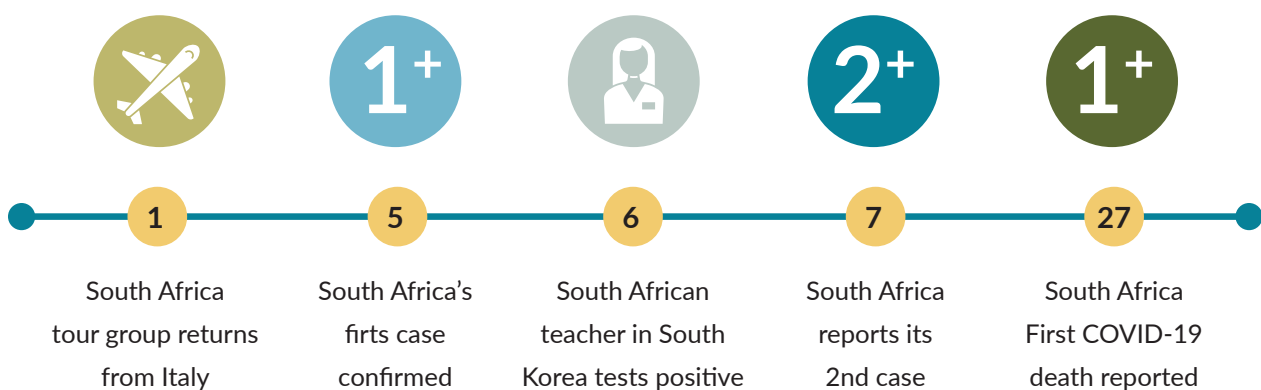 1+
2+
1+
1
5
6
7
27
South Africa
tour group returns
from Italy
South Africa's
firts case
confirmed
South African
teacher in South
Korea tests positive
South Africa
reports its
2nd case
South Africa
First COVID-19
death reported